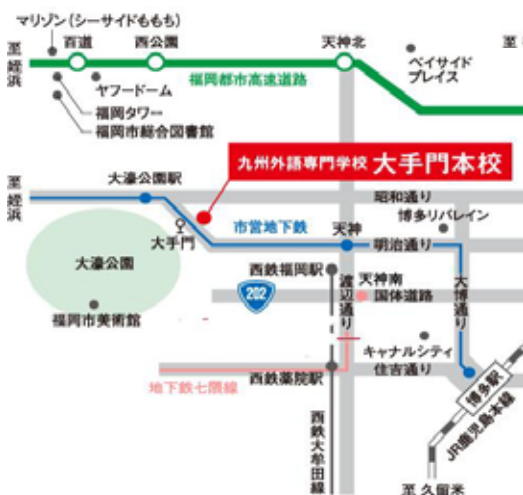 マリゾン(シーサイドももち)
至姪浜
百道
西公園
天神北
ベイサイド
プレイス
至
ヤフードーム
福岡都市高速道路
福岡タワー
福岡市総合図書館
九州外語専門学校 大手門本校
大濠公園駅
至姪浜
昭和通り
博多リバレイン
市営地下鉄
天神
明治通り
大手門
大濠公園
西鉄福岡駅
天神南
渡辺通り
大博通り
202
国体道路
福岡市美術館
キャナルシティ
住吉通り
地下鉄七隈線
西鉄薬院駅
博多駅
JR鹿児島本線
西鉄大牟田線
至 久留米